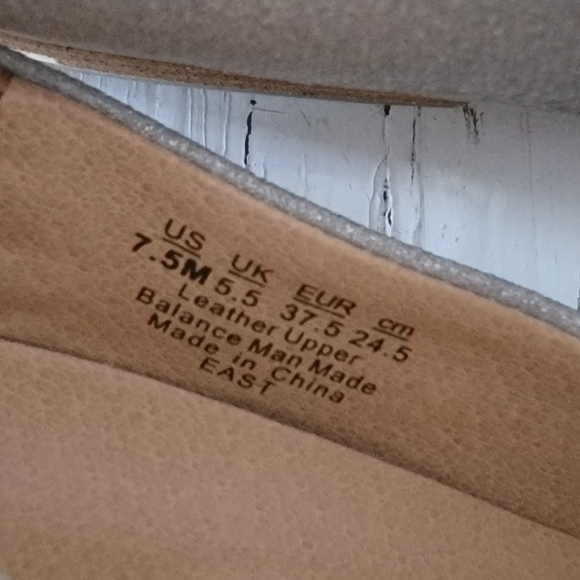 US UK EUR cm
7.5M 5.5 37.5 24.5
Leather Upper
Balance Man Made
Made in China
EAST